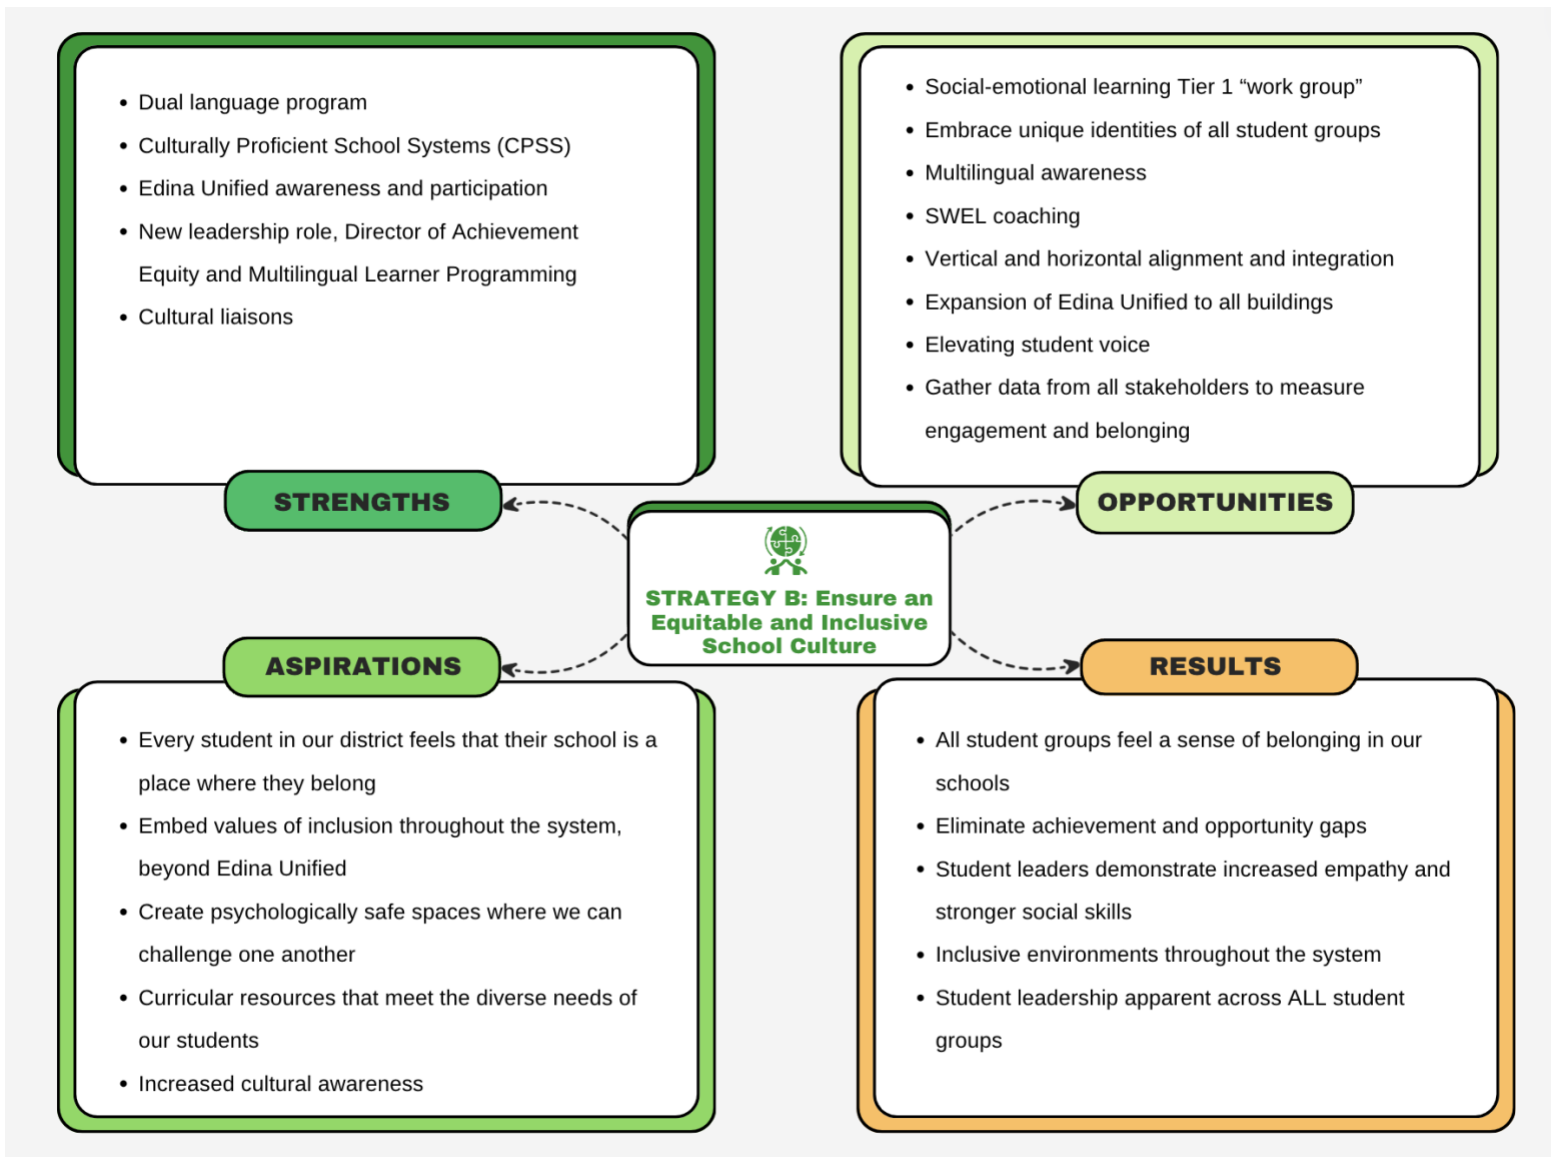 • Dual language program
• Culturally Proficient School Systems (CPSS)
• Edina Unified awareness and participation
• New leadership role, Director of Achievement
Equity and Multilingual Learner Programming
• Cultural liaisons
STRENGTHS
• Social-emotional learning Tier 1 “work group”
• Embrace unique identities of all student groups
• Multilingual awareness
• SWEL coaching
• Vertical and horizontal alignment and integration
• Expansion of Edina Unified to all buildings
• Elevating student voice
• Gather data from all stakeholders to measure
engagement and belonging
OPPORTUNITIES
STRATEGY B: Ensure an
Equitable and Inclusive
School Culture
ASPIRATIONS
• Every student in our district feels that their school is a
place where they belong
• Embed values of inclusion throughout the system,
beyond Edina Unified
• Create psychologically safe spaces where we can
challenge one another
• Curricular resources that meet the diverse needs of
our students
• Increased cultural awareness
RESULTS
• All student groups feel a sense of belonging in our
schools
• Eliminate achievement and opportunity gaps
• Student leaders demonstrate increased empathy and
stronger social skills
• Inclusive environments throughout the system
• Student leadership apparent across ALL student
groups